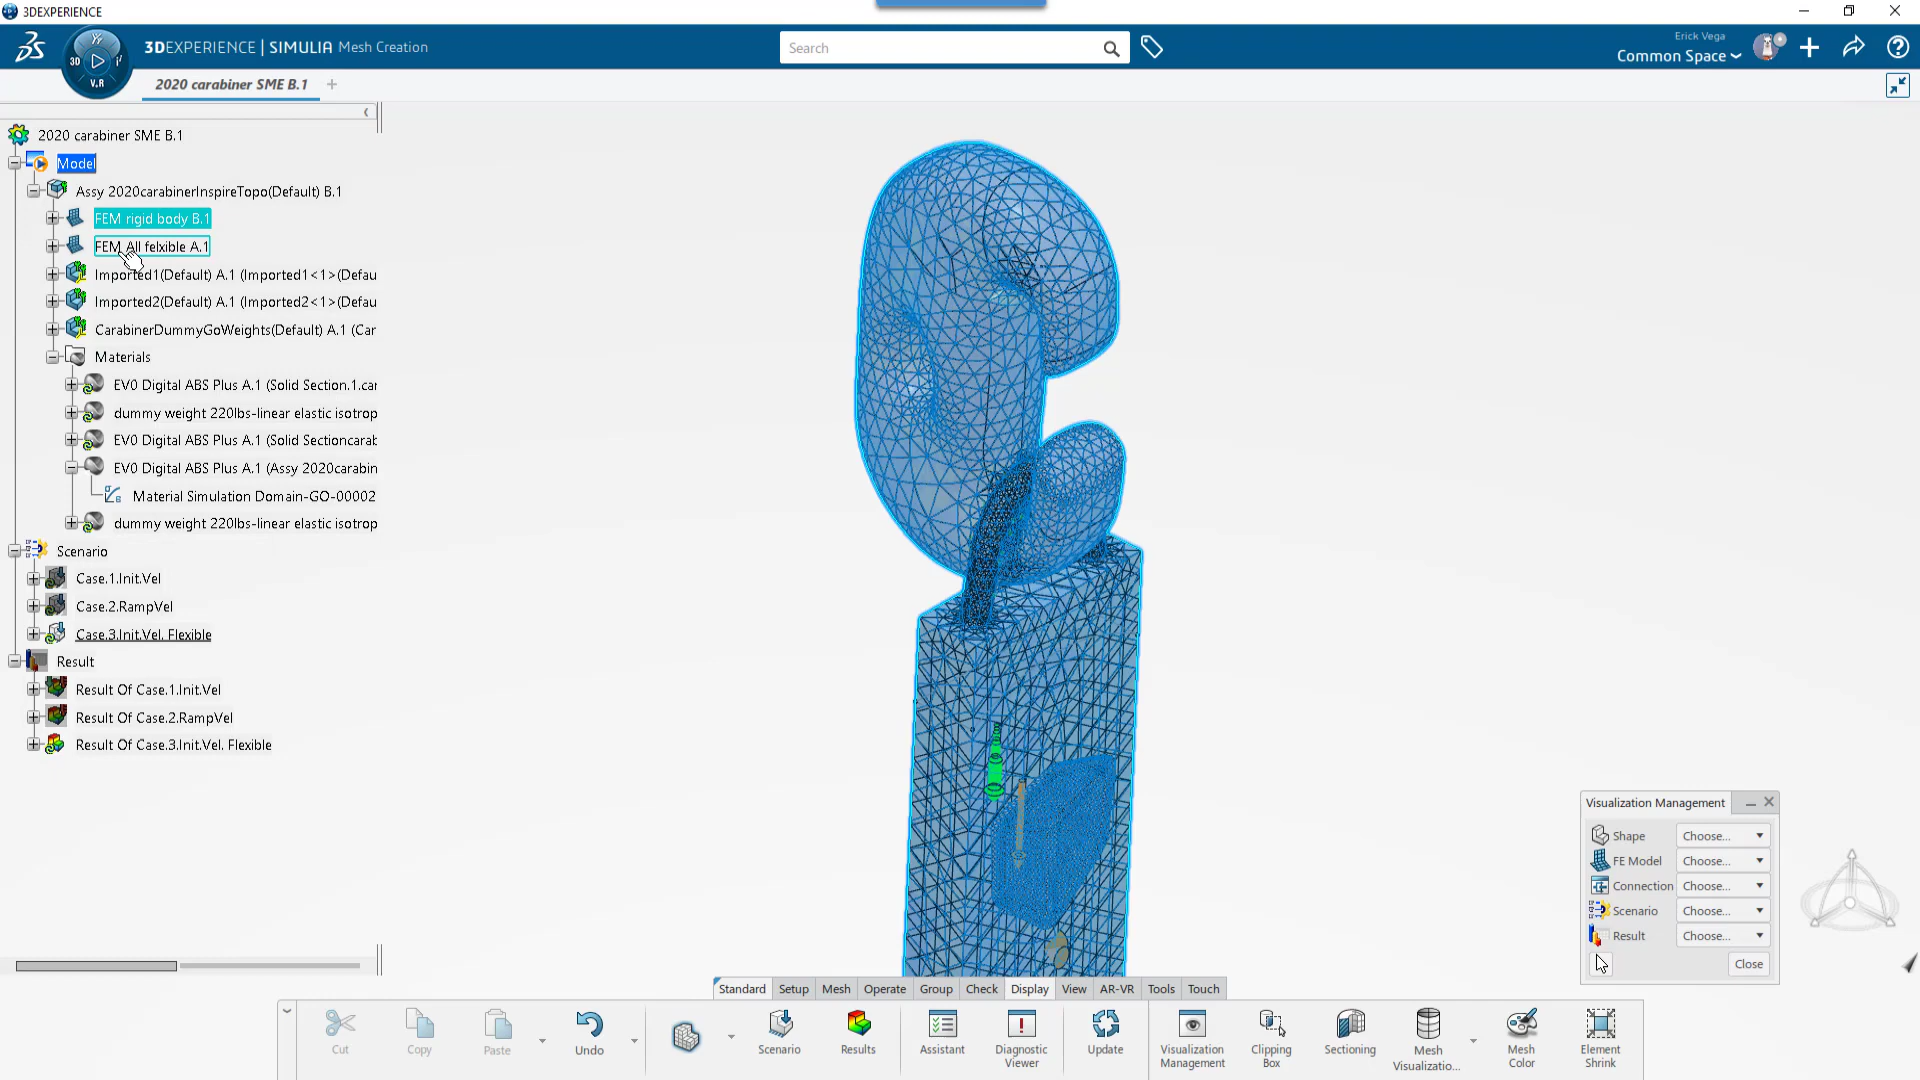 3DEXPERIENCE
3DEXPERIENCE | SIMULIA Mesh Creation
3D
V.R
Search
Erick Vega
Common Space
2020 carabiner SME B.1
2020 carabiner SME B.1
Model
Assy 2020carabinerInspireTopo(Default) B.1
FEM rigid body B.1
FEM All felxible A.1
Imported1(Default) A.1 (Imported1<1>(Defau
Imported2(Default) A.1 (Imported2<1>(Defau
CarabinerDummyGoWeights(Default) A.1 (Car
Materials
EV0 Digital ABS Plus A.1 (Solid Section.1.car
dummy weight 220lbs-linear elastic isotrop
EV0 Digital ABS Plus A.1 (Solid Sectioncarab
EV0 Digital ABS Plus A.1 (Assy 2020carabin
Material Simulation Domain-GO-00002
dummy weight 220lbs-linear elastic isotrop
Scenario
Case.1.Init.Vel
Case.2.RampVel
Case.3.Init.Vel. Flexible
Result
Result Of Case.1.Init.Vel
Result Of Case.2.RampVel
Result Of Case.3.Init.Vel. Flexible
Visualization Management
Shape Choose...
FE Model Choose...
Connection Choose...
Scenario Choose...
Result Choose...
Close
Standard Setup Mesh Operate Group Check Display View AR-VR Tools Touch
Cut
Copy
Paste
Undo
Scenario
Results
Assistant
Diagnostic Viewer
Update
Visualization Management
Clipping Box
Sectioning
Mesh Visualizatio...
Mesh Color
Element Shrink